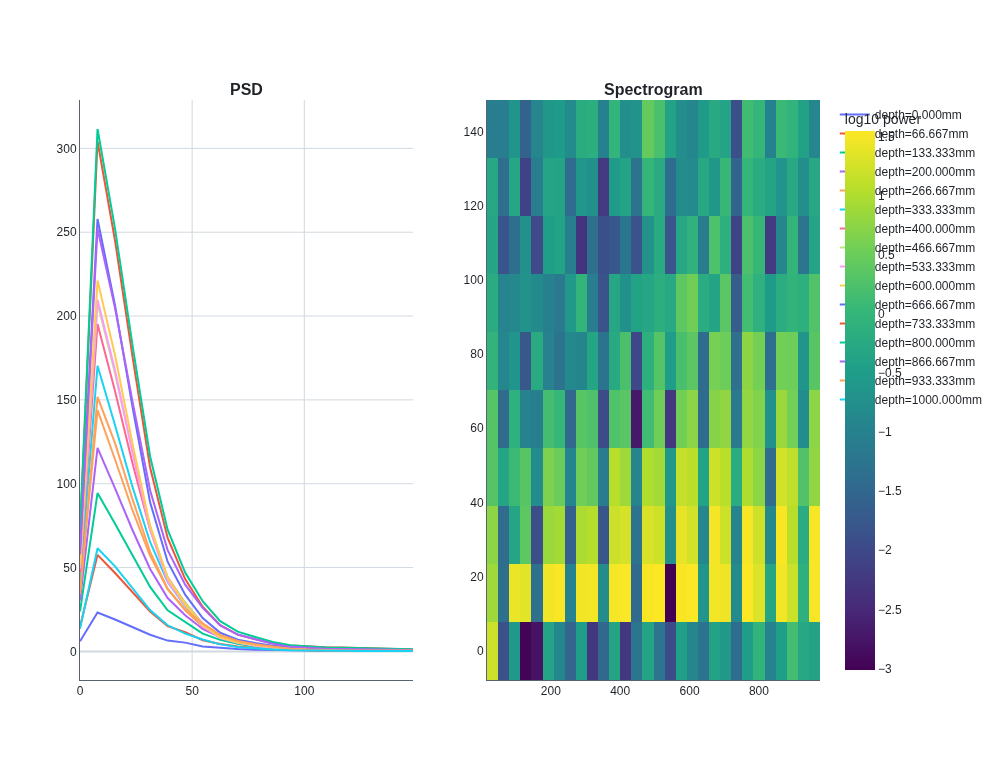 PSD
Spectrogram
300
250
200
150
100
50
0
0
50
100
140
120
100
80
60
40
20
0
200
400
600
800
log10 power
1.5
1
0.5
0
−0.5
−1
−1.5
−2
−2.5
−3
depth=0.000mm
depth=66.667mm
depth=133.333mm
depth=200.000mm
depth=266.667mm
depth=333.333mm
depth=400.000mm
depth=466.667mm
depth=533.333mm
depth=600.000mm
depth=666.667mm
depth=733.333mm
depth=800.000mm
depth=866.667mm
depth=933.333mm
depth=1000.000mm